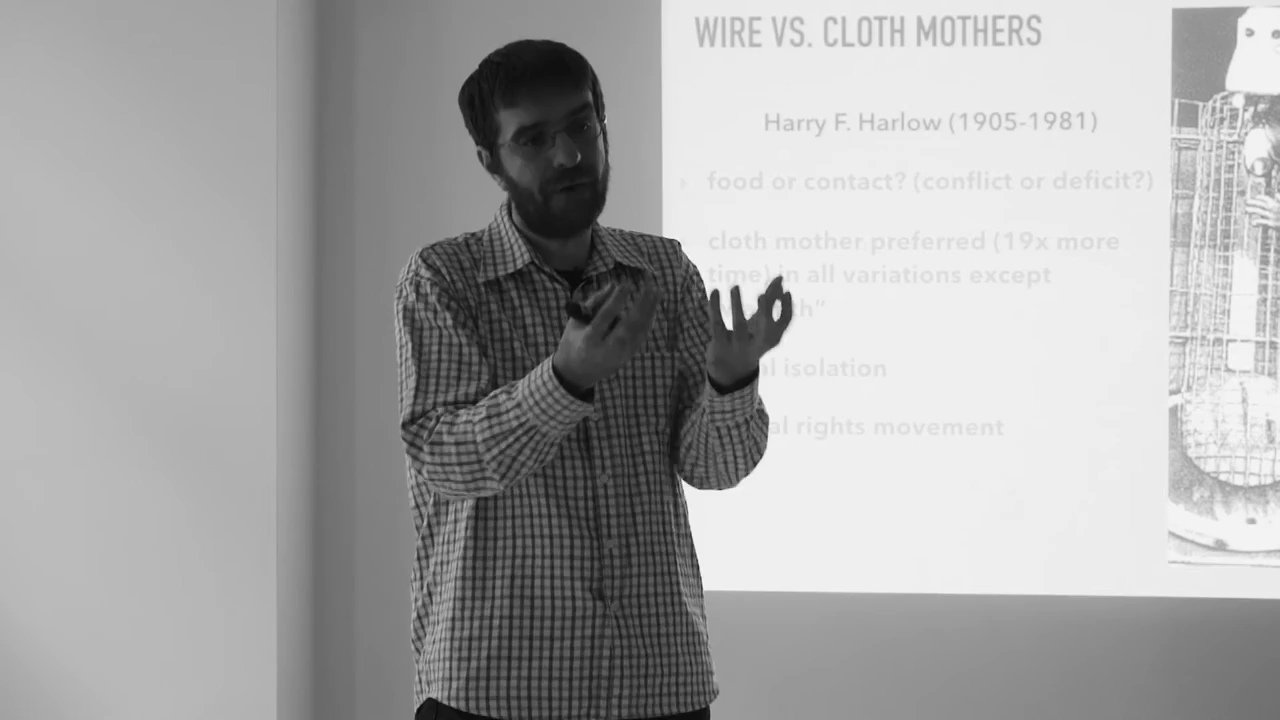 WIRE VS. CLOTH MOTHERS
Harry F. Harlow (1905-1981)
food or contact? (conflict or deficit?)
cloth mother preferred (19x more
time) in all variations except
isolation
rights movement